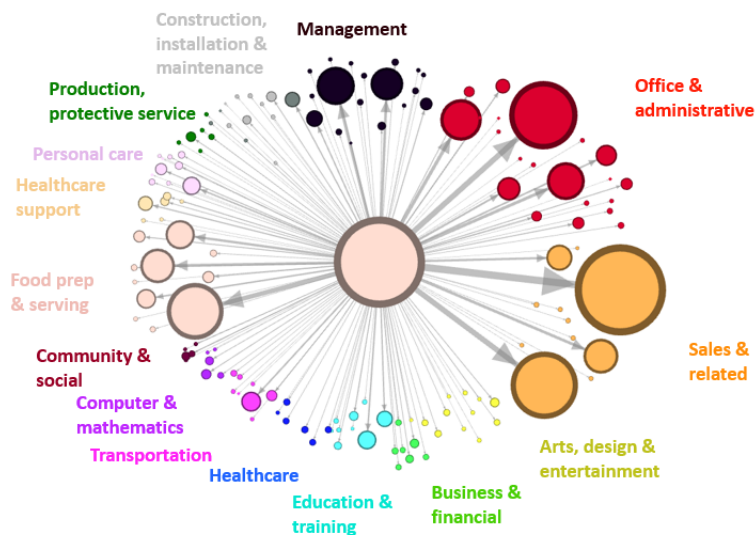 Construction,
installation &
maintenance
Management
Office &
administrative
Production,
protective service
Personal care
Healthcare
support
Food prep
& serving
Community &
social
Computer &
mathematics
Transportation
Healthcare
Education &
training
Business &
financial
Arts, design &
entertainment
Sales &
related